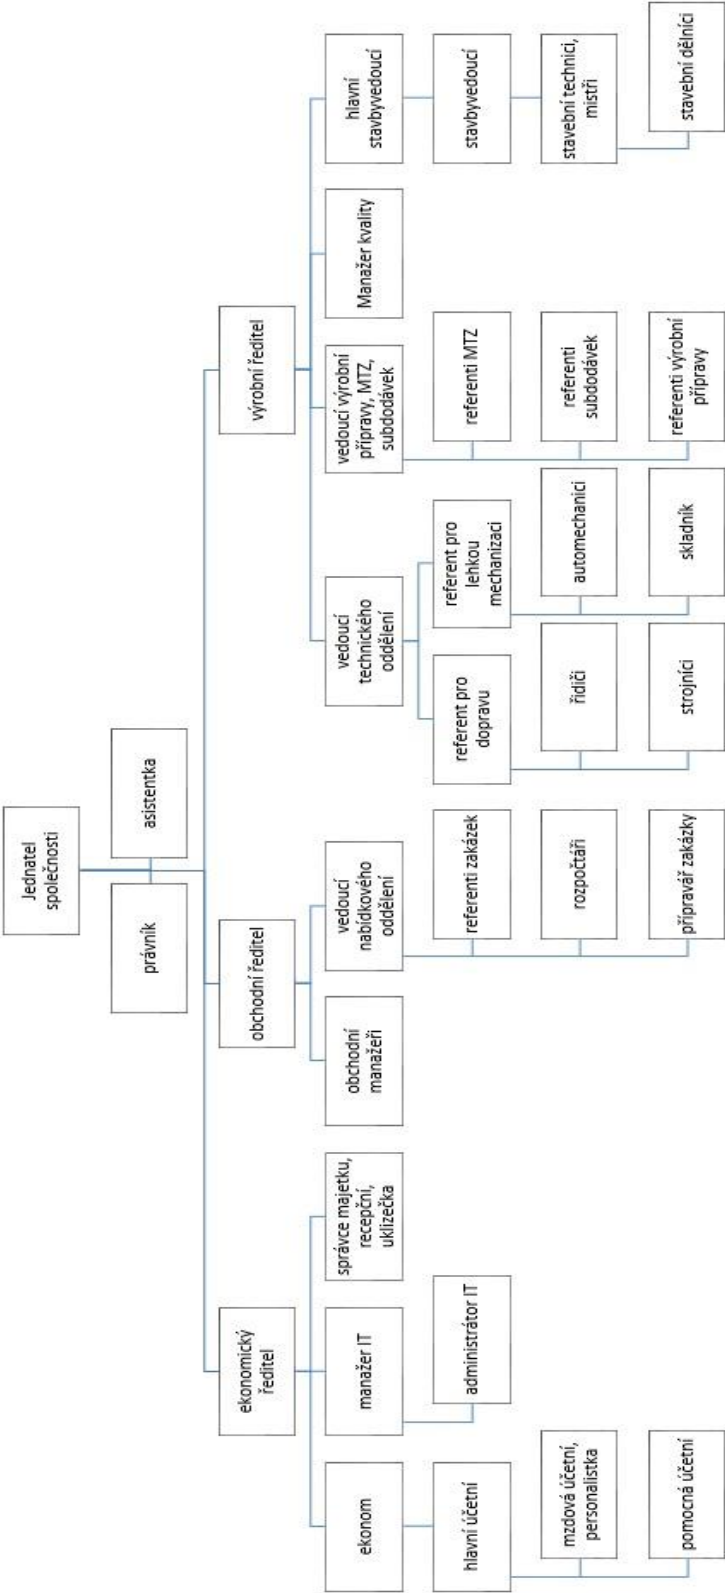 Jednatel
společnosti
právník
asistentka
ekonomický
ředitel
obchodní ředitel
výrobní ředitel
ekonom
manažer IT
správce majetku,
recepční,
uklizečka
obchodní
manažeři
vedoucí
nabídkového
oddělení
vedoucí
technického
oddělení
vedoucí výrobní
přípravy, MTZ,
subdodávek
Manažer kvality
hlavní
stavbyvedoucí
hlavní účetní
administrátor IT
referenti zakázek
referent pro
dopravu
referent pro
lehkou
mechanizaci
referenti MTZ
stavbyvedoucí
mzdová účetní,
personalistka
rozpočtáři
řidiči
automechanici
referenti
subdodávek
stavební technici,
mistři
pomocná účetní
přípravář zakázky
strojníci
skladník
referenti výrobní
přípravy
stavební dělníci